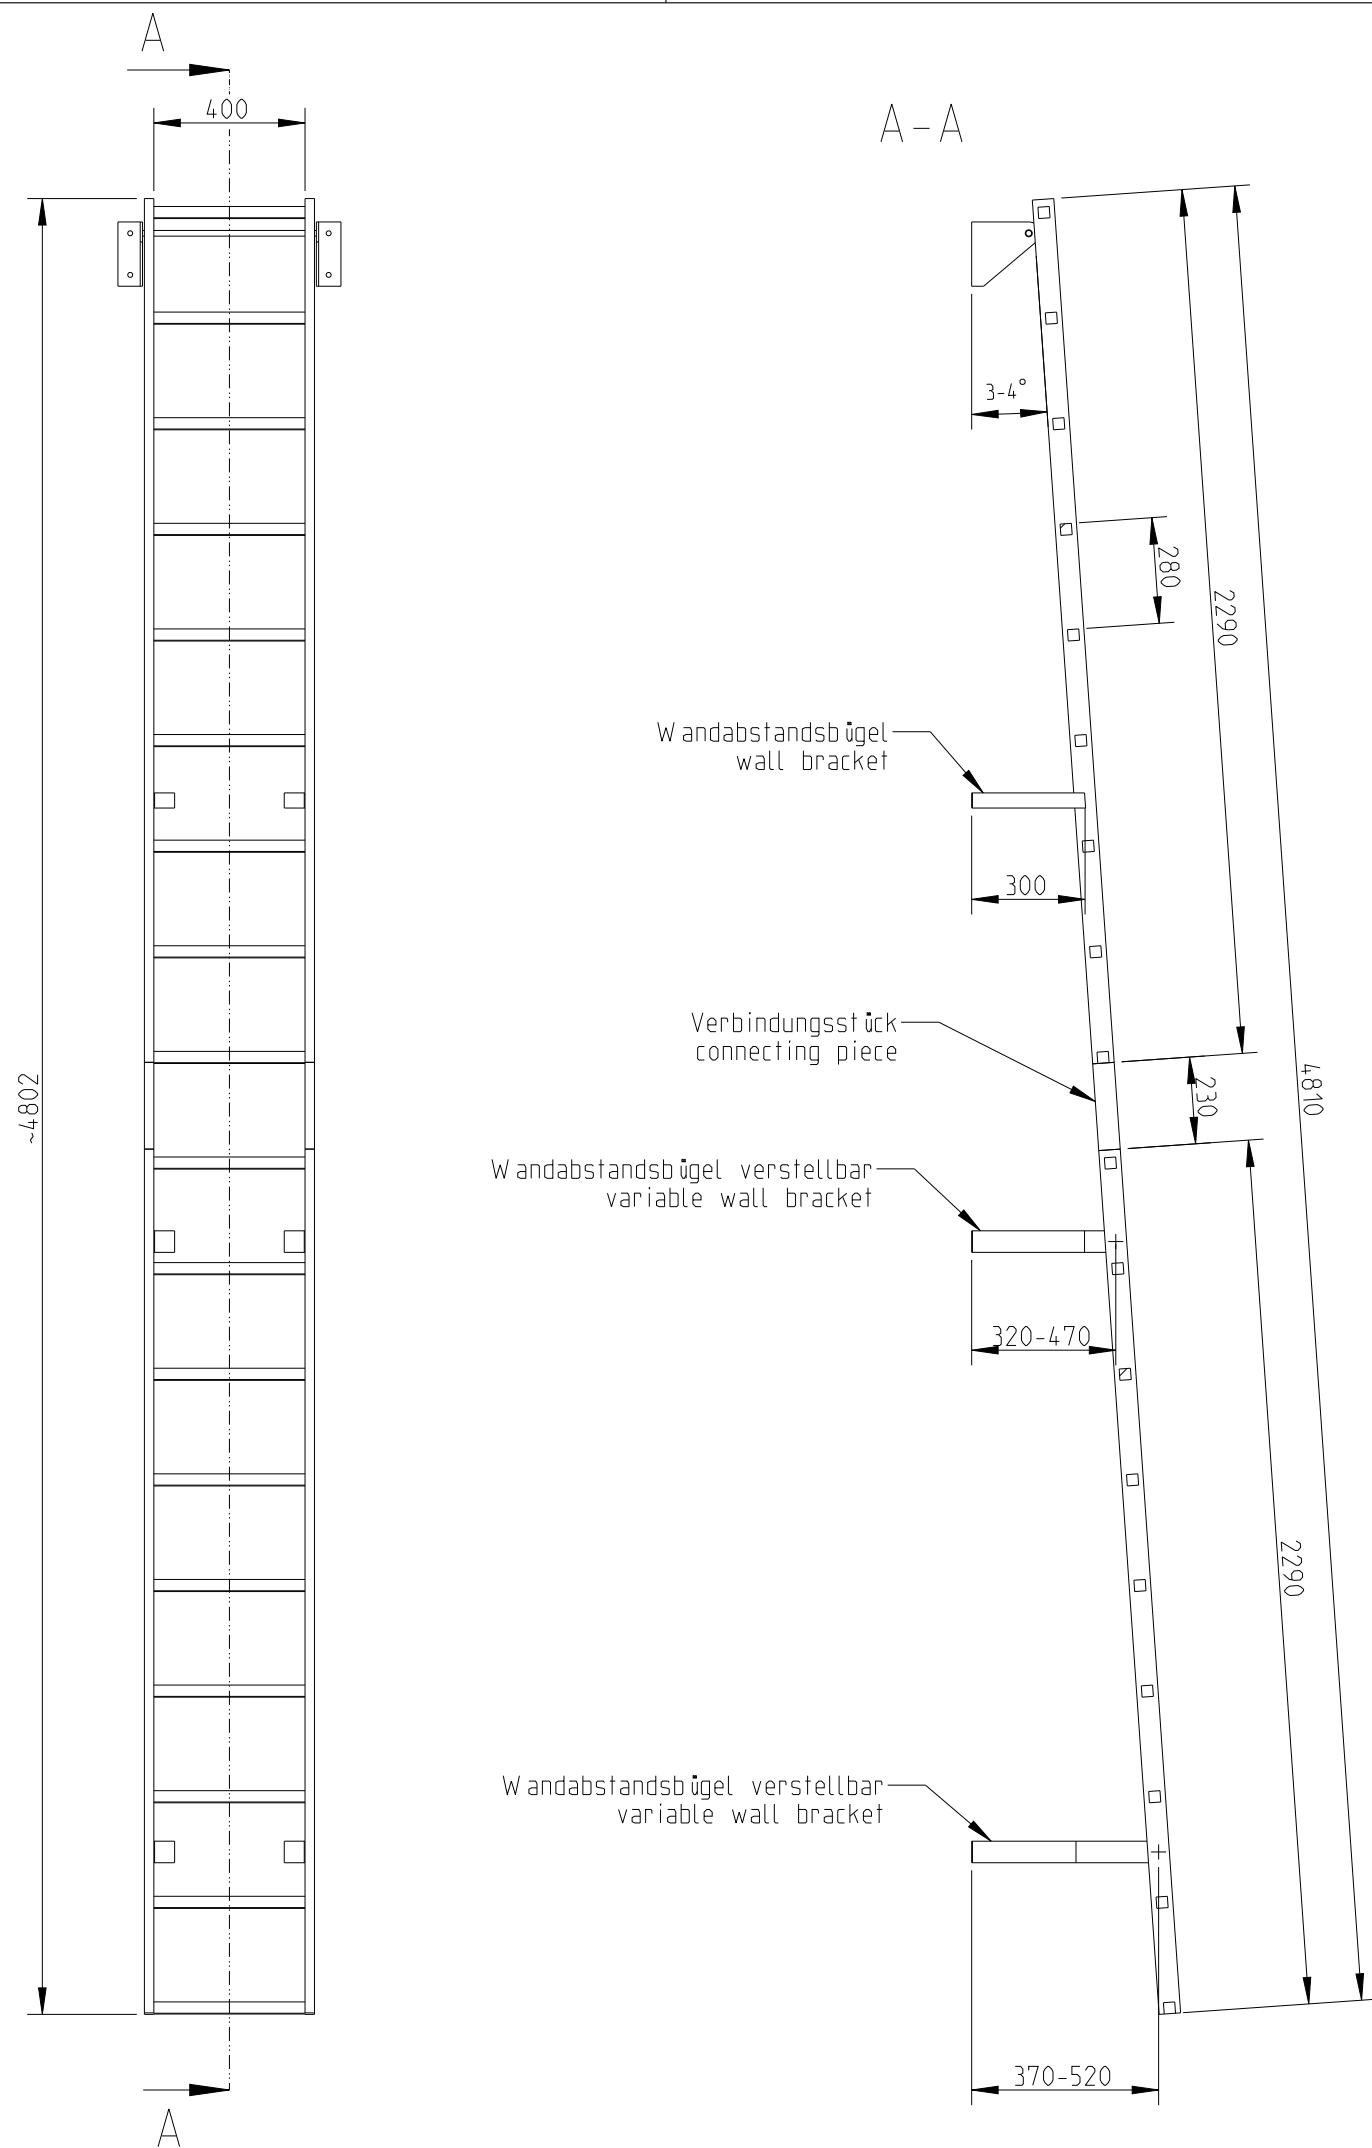 A
400
A-A
3-4°
280
2290
Wandabstandsbügel
wall bracket
300
Verbindungsstück
connecting piece
~4802
230
4810
Wandabstandsbügel verstellbar
variable wall bracket
320-470
2290
Wandabstandsbügel verstellbar
variable wall bracket
370-520
A